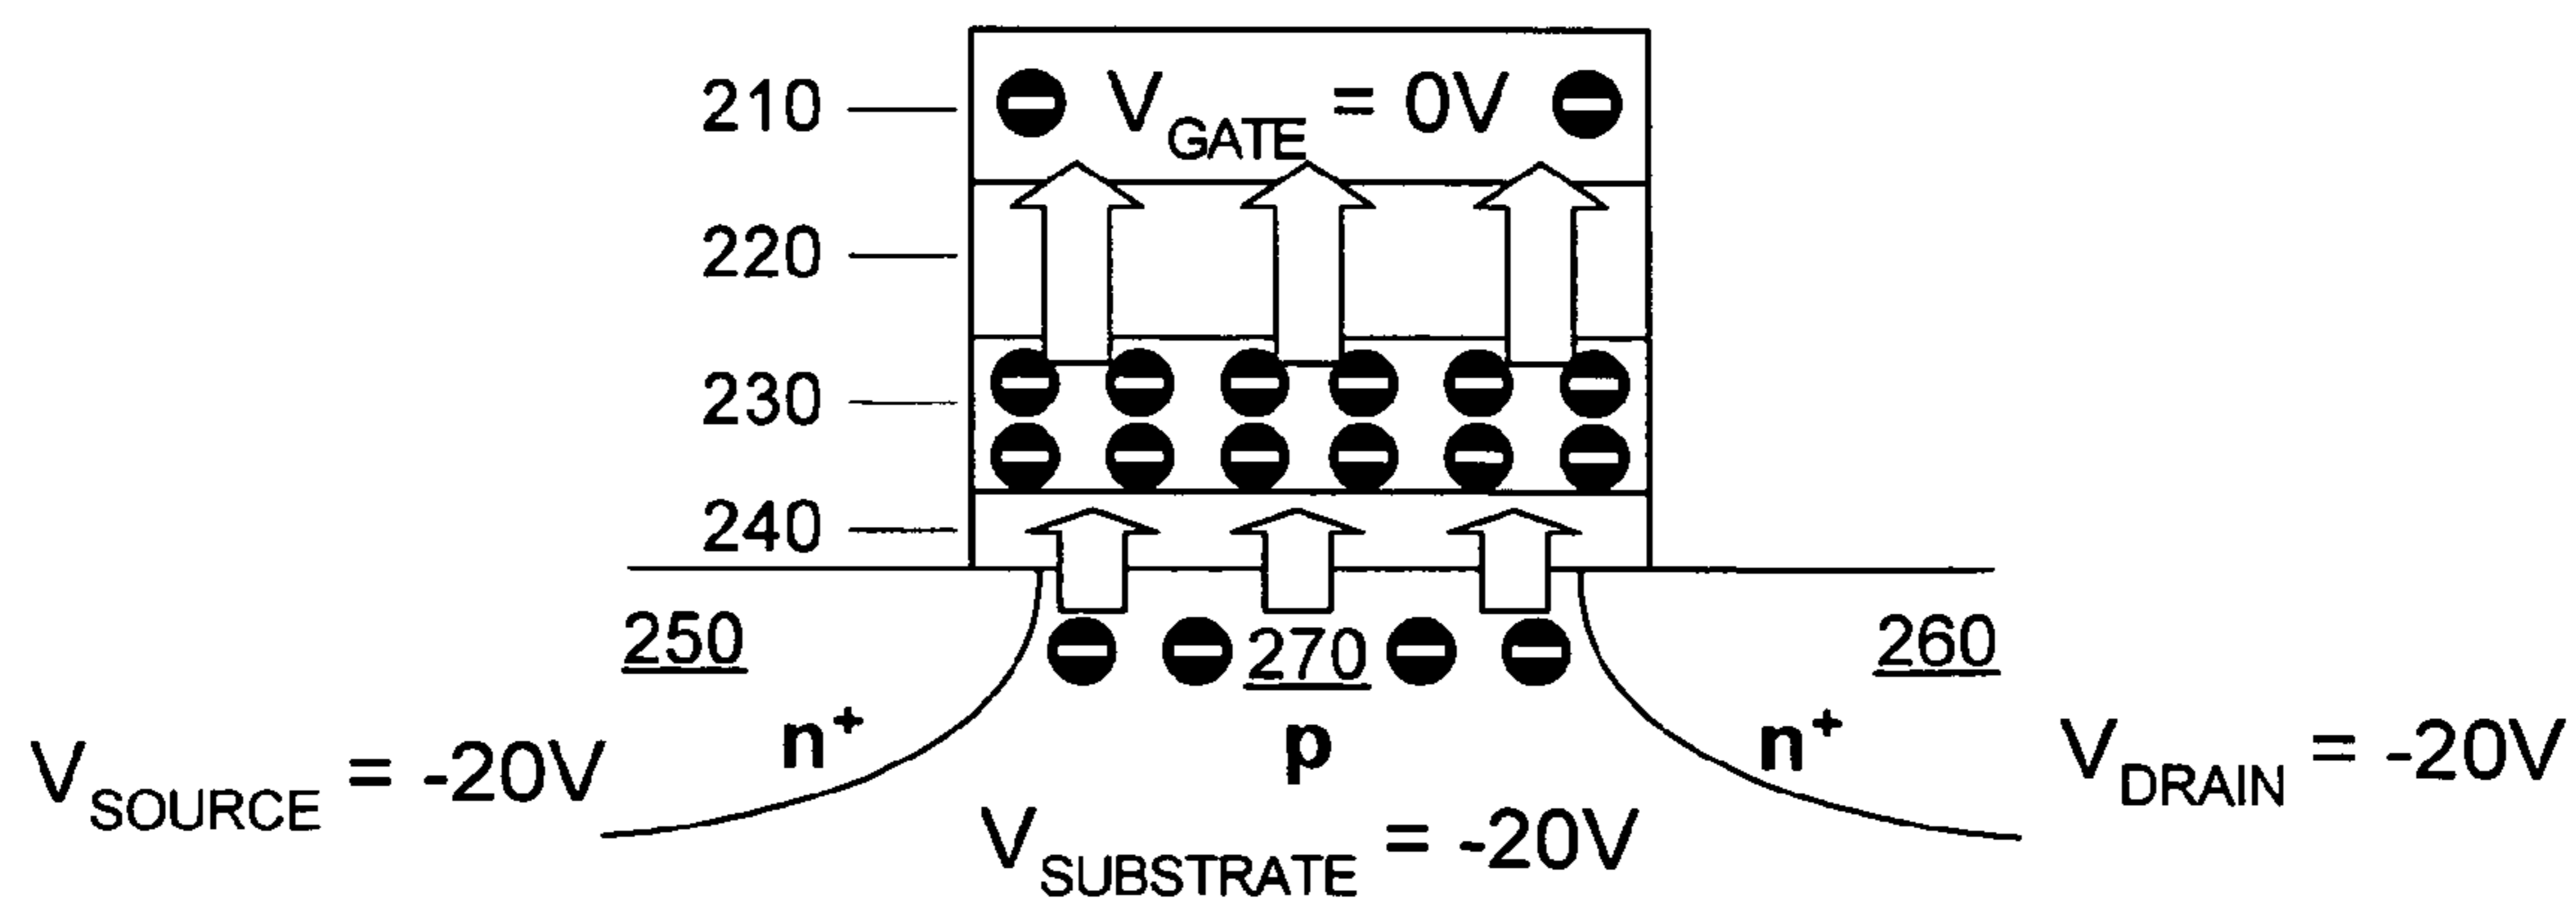 210
V GATE = 0V
220
230
240
250
270
260
n+
p
n+
V SOURCE = -20V
V DRAIN = -20V
V SUBSTRATE = -20V